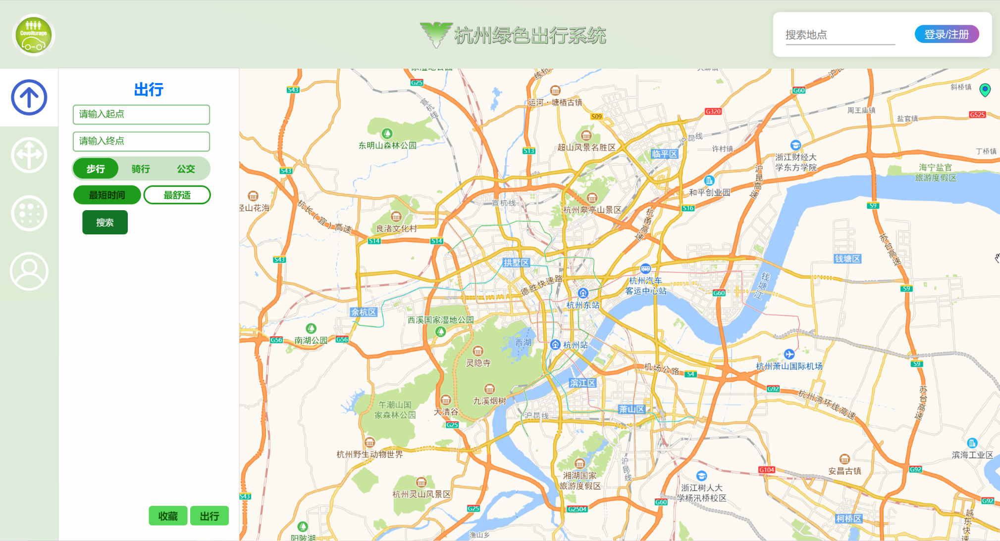 Covoiturage
杭州绿色出行系统
搜索地点
登录/注册
出行
请输入起点
请输入终点
步行
骑行
公交
最短时间
最舒适
搜索
收藏
出行
S43
G25
练杭
G60
斜桥镇
运河·塘栖古镇
宣杭线
S09
G320
周王庙镇
盐官镇
G525
东明山森林公园
超山风景名胜区
沪昆线
S13
临平区
许村镇
浙江财经大
学东方学院
丁桥镇
S43
海宁盐官
旅游度假区
沪昆高速
和平创业园
径山花海
宣杭线
杭州皋亭山景区
S16
S9
杭长（宜）高速
良渚文化村
杭甬高速
S14
S14
苏台高速
S43
拱墅区
钱塘区
德胜快速路
杭州汽车
客运中心站
钱塘江
G60
S9
杭州东站
余杭区
西溪国家湿地公园
南湖公园
G56
G56
西湖
杭州站
灵隐寺
机场公路
S4
杭州萧山国际机场
S9
滨江区
G92
杭州湾环线高速
九溪烟树
午潮山国
家森林公园
大清谷
沪昆线
萧山区
苏台高速
G25
杭州野生动物世界
滨海工业区
沪昆线
湘湖国家
旅游度假区
G104
安昌古镇
G92
杭州灵山风景区
浙江树人大
学杨汛桥校区
S43
G25
G2504
G60
G92
柯桥区
越东快速
渔山乡
阳陂湖